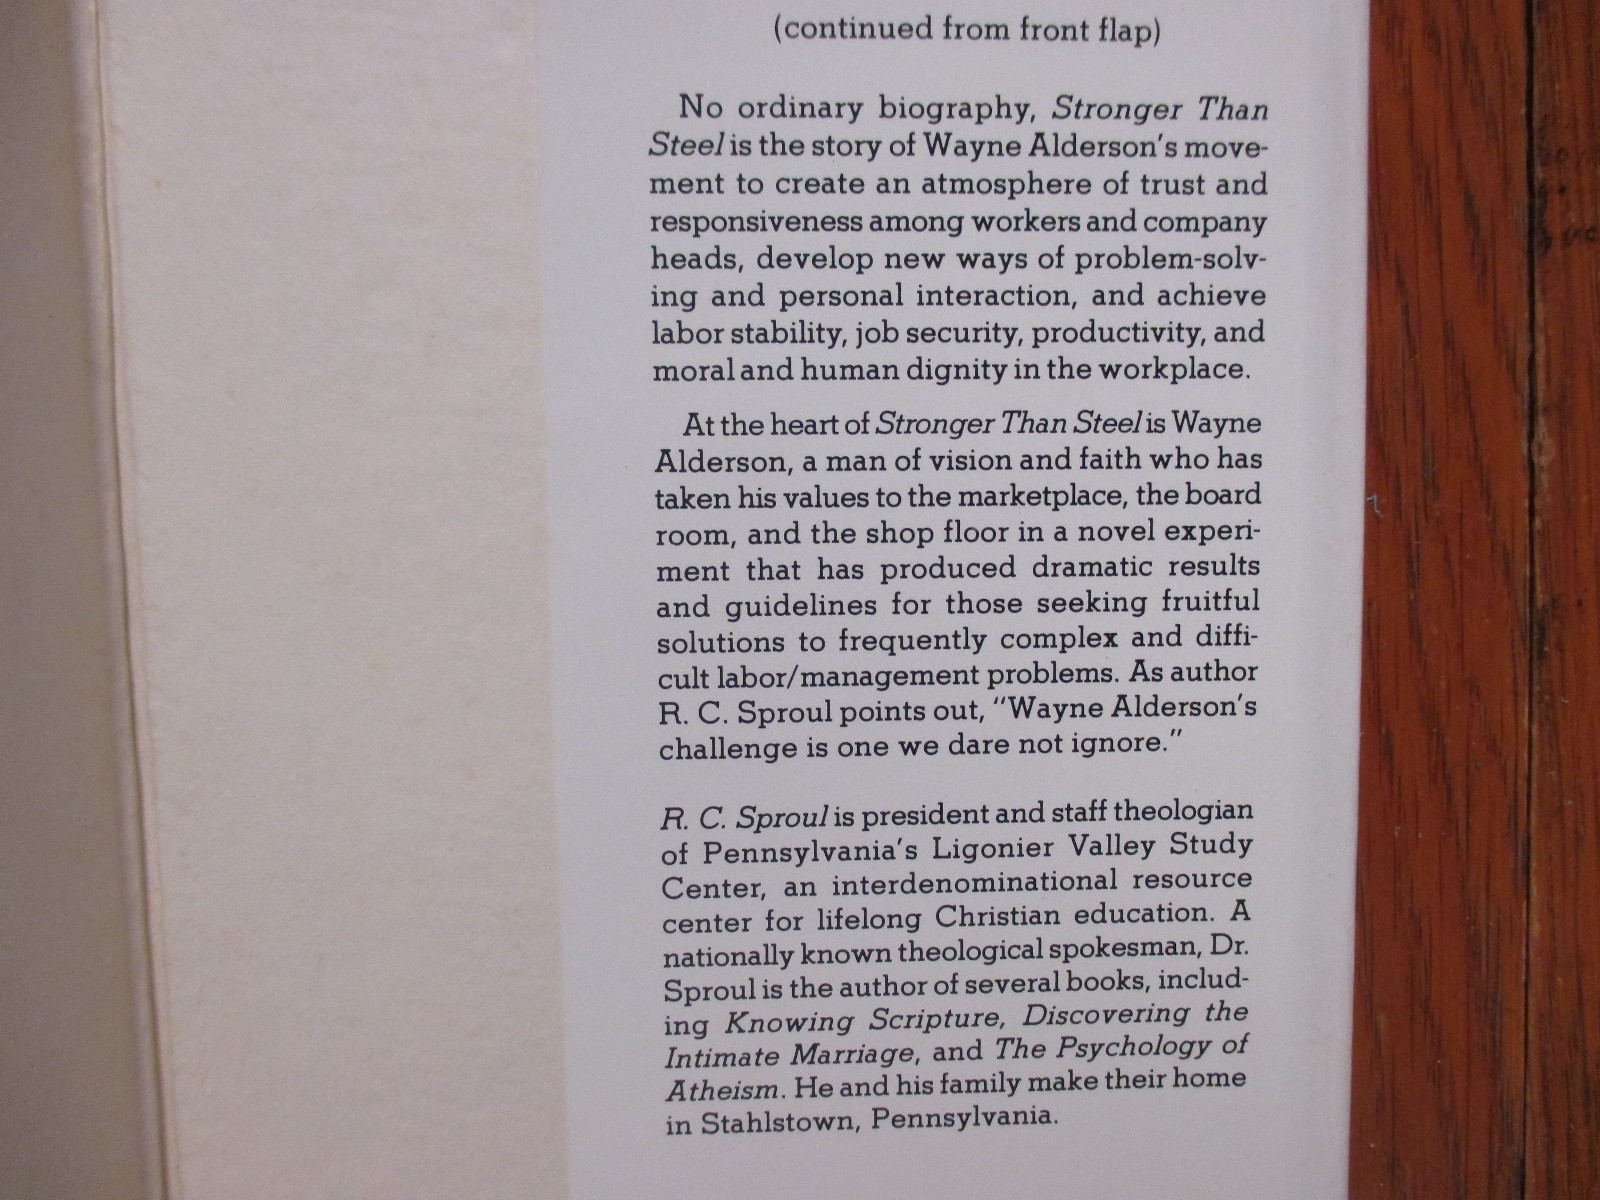 (continued from front flap)
No ordinary biography, Stronger Than
Steel is the story of Wayne Alderson's move-
ment to create an atmosphere of trust and
responsiveness among workers and company
heads, develop new ways of problem-solv-
ing and personal interaction, and achieve
labor stability, job security, productivity, and
moral and human dignity in the workplace.
At the heart of Stronger Than Steel is Wayne
Alderson, a man of vision and faith who has
taken his values to the marketplace, the board
room, and the shop floor in a novel experi-
ment that has produced dramatic results
and guidelines for those seeking fruitful
solutions to frequently complex and diffi-
cult labor/management problems. As author
R. C. Sproul points out, "Wayne Alderson's
challenge is one we dare not ignore."
R. C. Sproul is president and staff theologian
of Pennsylvania's Ligonier Valley Study
Center, an interdenominational resource
center for lifelong Christian education. A
nationally known theological spokesman, Dr.
Sproul is the author of several books, includ-
ing Knowing Scripture, Discovering the
Intimate Marriage, and The Psychology of
Atheism. He and his family make their home
in Stahlstown, Pennsylvania.